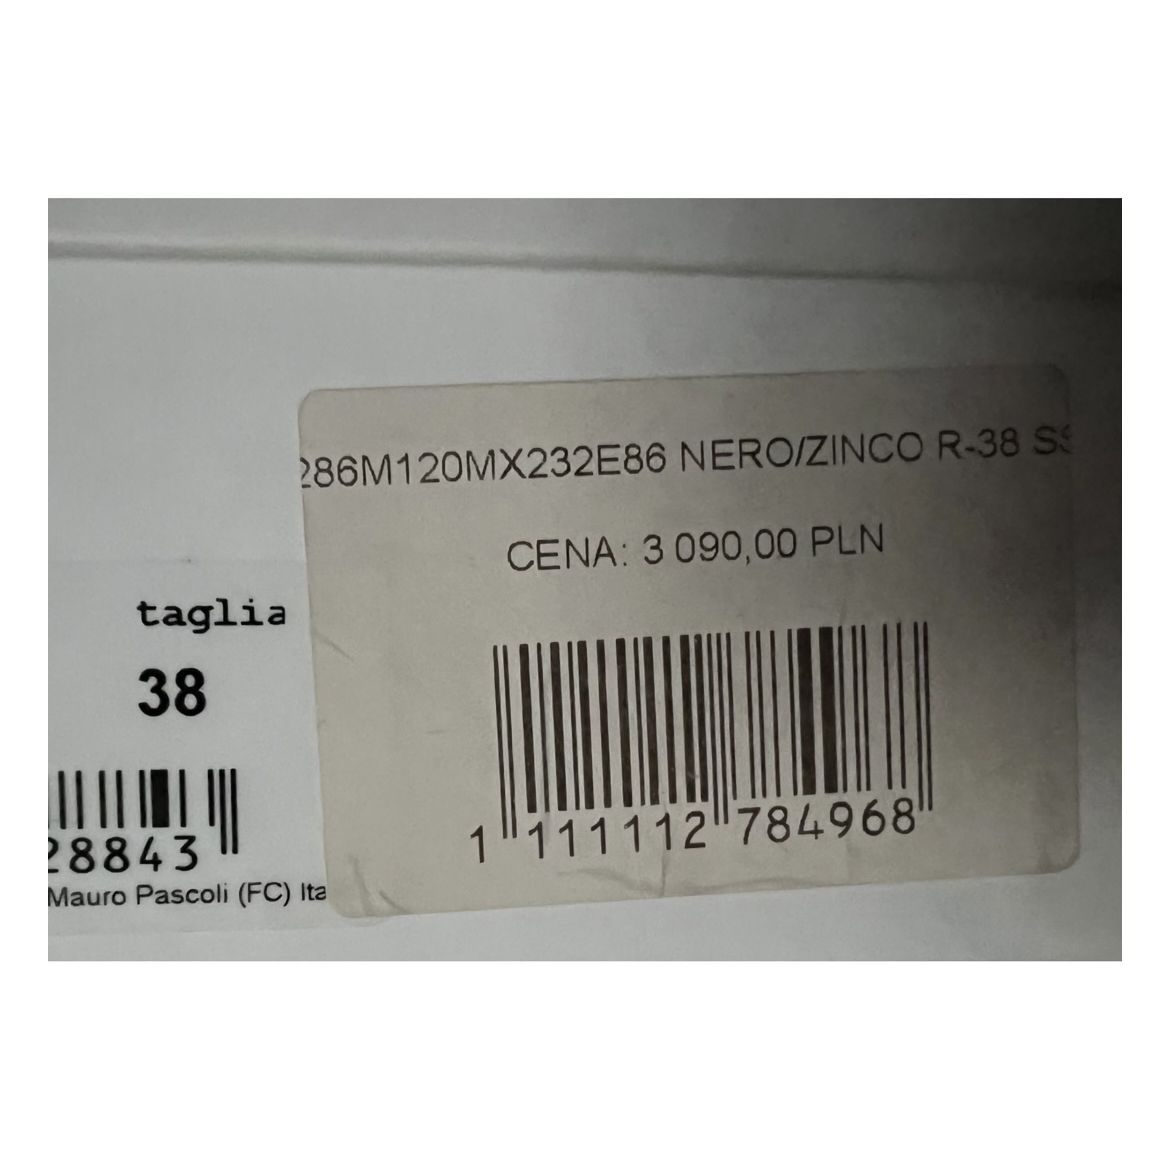 286M120MX232E86 NERO/ZINCO R-38 SS
CENA: 3 090,00 PLN
1 111112 784968
taglia
38
28843
Mauro Pascoli (FC) Ita